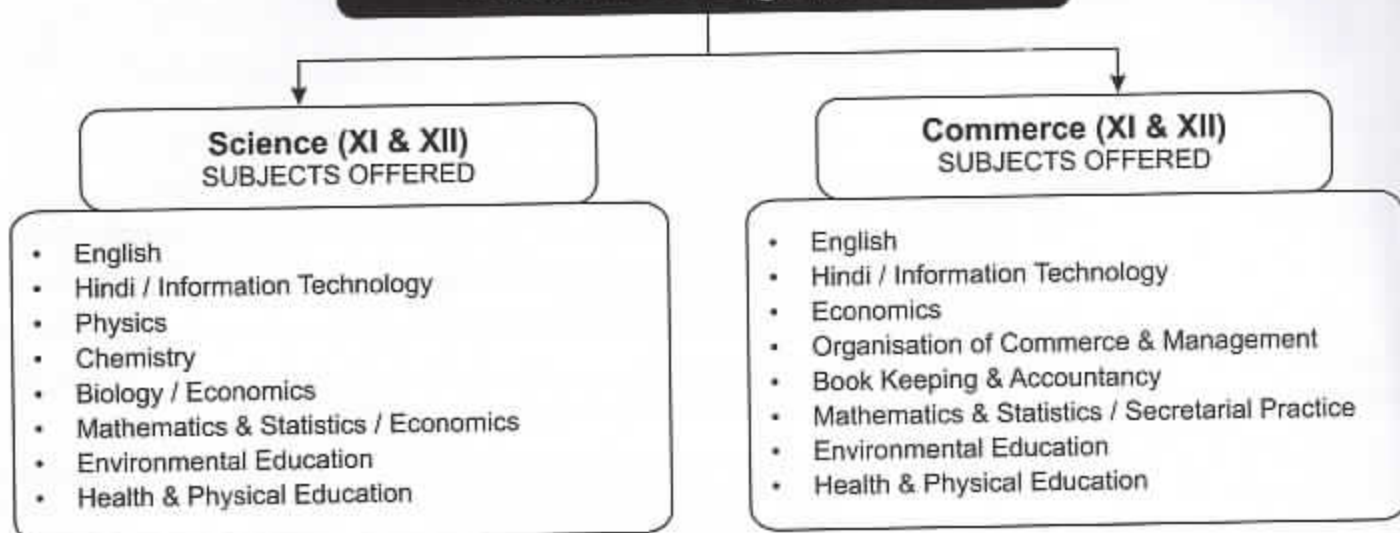 Science (XI & XII)
SUBJECTS OFFERED
• English
• Hindi / Information Technology
• Physics
• Chemistry
• Biology / Economics
• Mathematics & Statistics / Economics
• Environmental Education
• Health & Physical Education
Commerce (XI & XII)
SUBJECTS OFFERED
• English
• Hindi / Information Technology
• Economics
• Organisation of Commerce & Management
• Book Keeping & Accountancy
• Mathematics & Statistics / Secretarial Practice
• Environmental Education
• Health & Physical Education